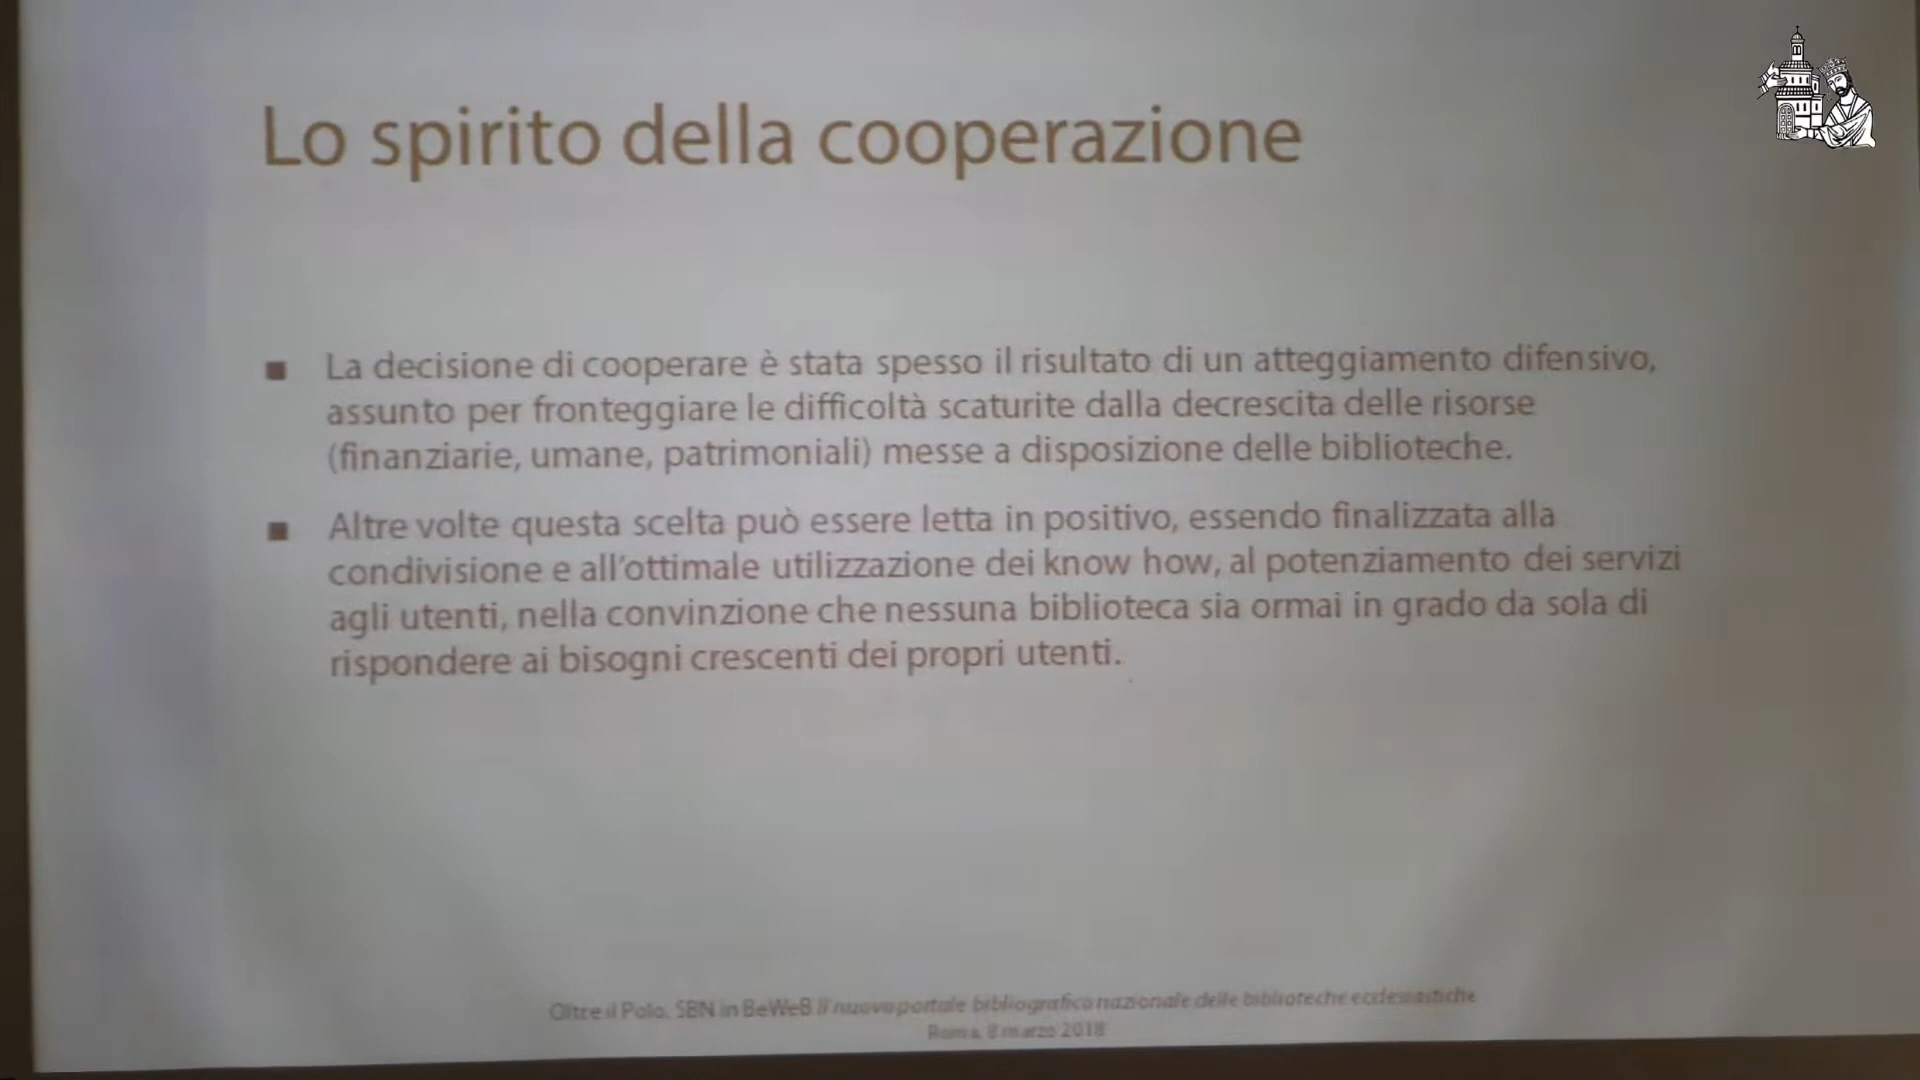 Lo spirito della cooperazione
La decisione di cooperare è stata spesso il risultato di un atteggiamento difensivo,
assunto per fronteggiare le difficoltà scaturite dalla decrescita delle risorse
(finanziarie, umane, patrimoniali) messe a disposizione delle biblioteche.
Altre volte questa scelta può essere letta in positivo, essendo finalizzata alla
condivisione e all'ottimale utilizzazione dei know how, al potenziamento dei servizi
agli utenti, nella convinzione che nessuna biblioteca sia ormai in grado da sola di
rispondere ai bisogni crescenti dei propri utenti.
Oltre il Polo. SBN in BeWeB il nuovo portale bibliografico nazionale delle biblioteche ecclesiastiche
Roma, 8 marzo 2018